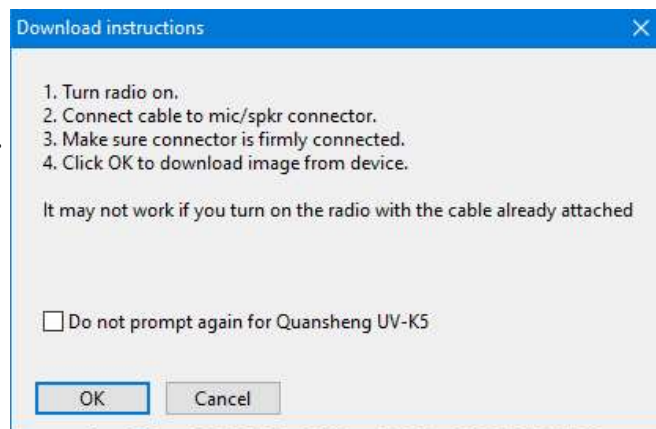 Download instructions
1. Turn radio on.
2. Connect cable to mic/spkr connector.
3. Make sure connector is firmly connected.
4. Click OK to download image from device.
It may not work if you turn on the radio with the cable already attached
Do not prompt again for Quansheng UV-K5
OK Cancel